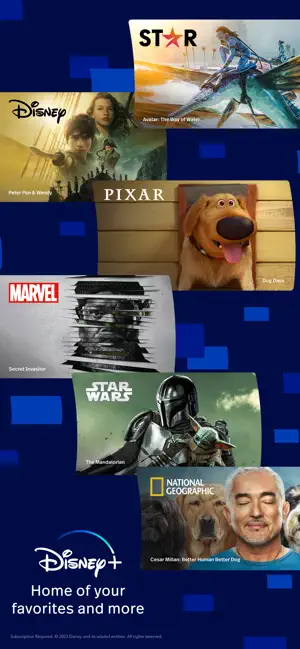 STAR
Avatar: The Way of Water
Disney
Peter Pan & Wendy
PIXAR
Dug Days
MARVEL
Secret Invasion
STAR
WARS
The Mandalorian
NATIONAL
GEOGRAPHIC
Cesar Millan: Better Human Better Dog
Disney+
Home of your
favorites and more
Subscription Required. © 2023 Disney and its related entities. All rights reserved.